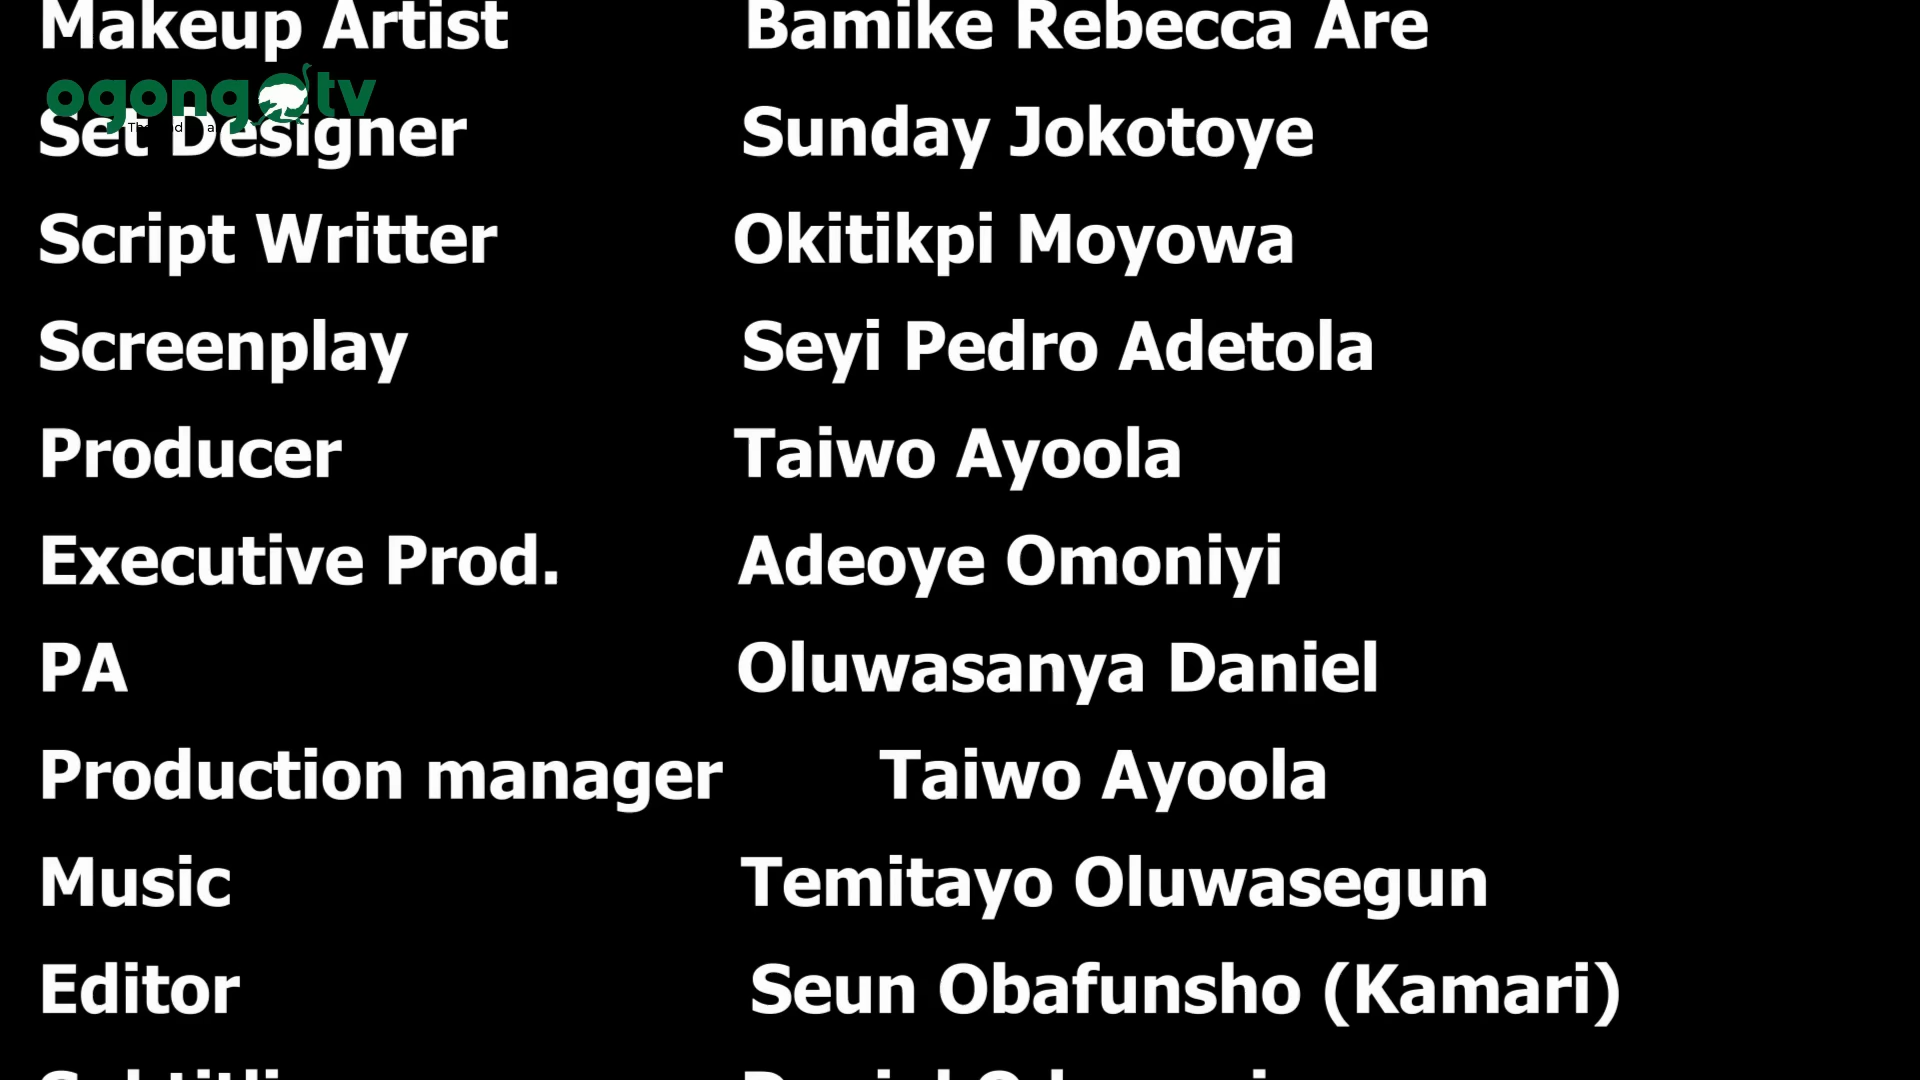 Makeup Artist Bamike Rebecca Are
ogongo tv
Set Designer Sunday Jokotoye
Script Writter Okitikpi Moyowa
Screenplay Seyi Pedro Adetola
Producer Taiwo Ayoola
Executive Prod. Adeoye Omoniyi
PA Oluwasanya Daniel
Production manager Taiwo Ayoola
Music Temitayo Oluwasegun
Editor Seun Obafunsho (Kamari)